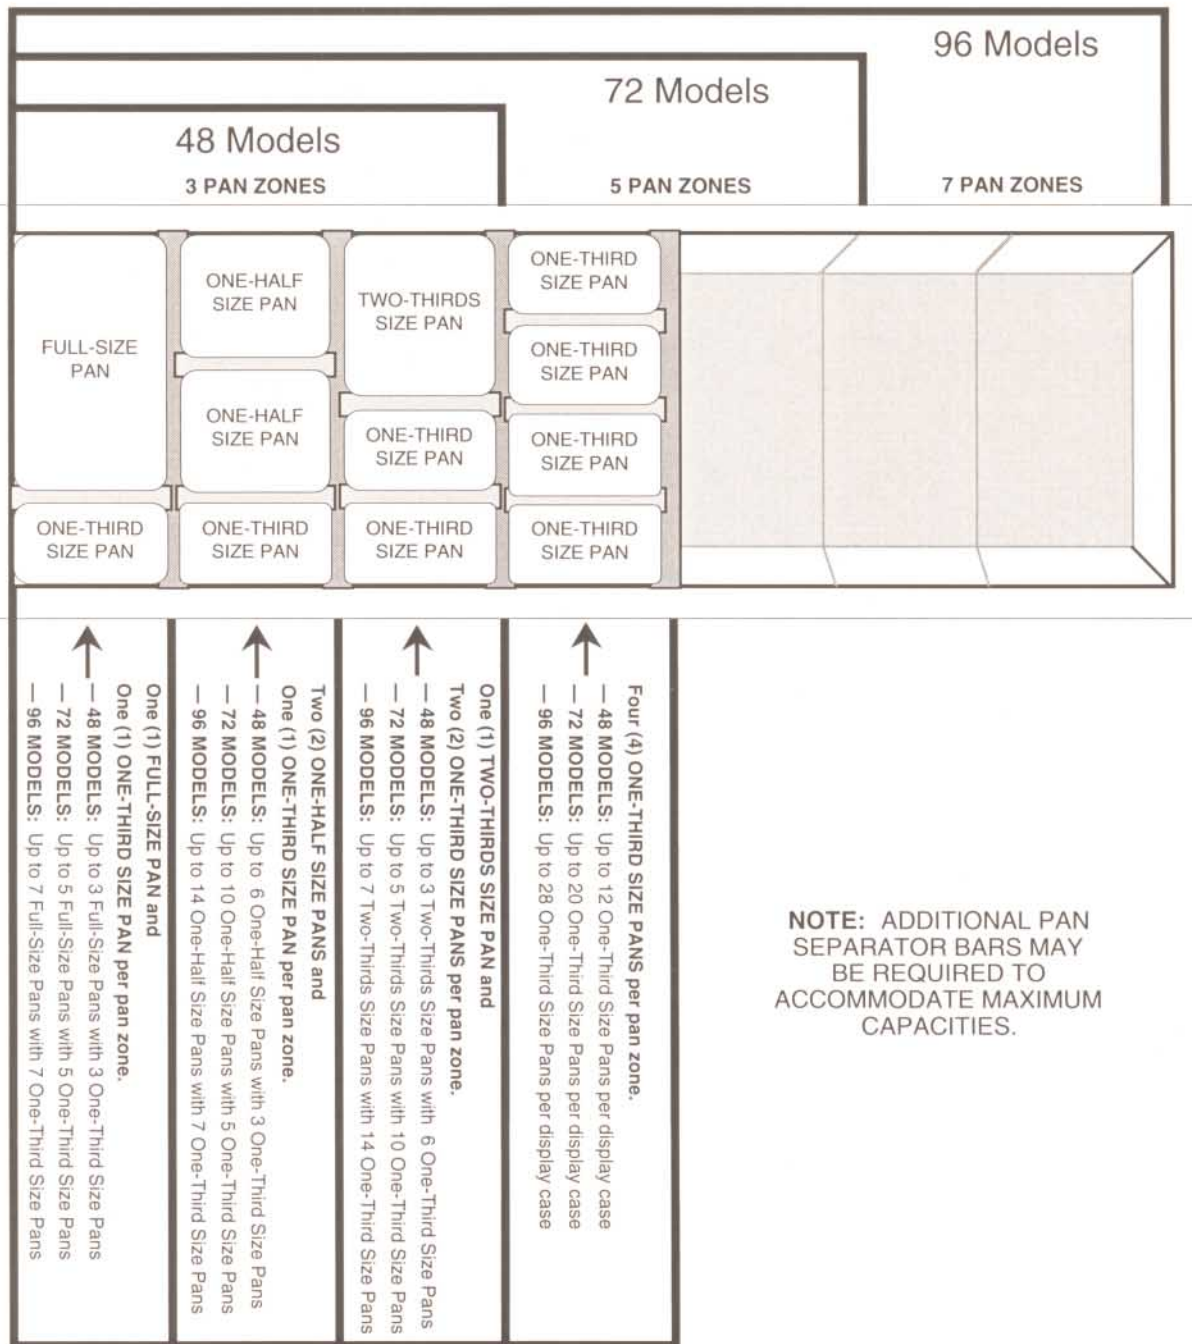 96 Models
72 Models
48 Models
3 PAN ZONES
5 PAN ZONES
7 PAN ZONES
FULL-SIZE
PAN
ONE-THIRD
SIZE PAN
ONE-HALF
SIZE PAN
ONE-HALF
SIZE PAN
ONE-THIRD
SIZE PAN
TWO-THIRDS
SIZE PAN
ONE-THIRD
SIZE PAN
ONE-THIRD
SIZE PAN
ONE-THIRD
SIZE PAN
ONE-THIRD
SIZE PAN
ONE-THIRD
SIZE PAN
ONE-THIRD
SIZE PAN
One (1) FULL-SIZE PAN and
One (1) ONE-THIRD SIZE PAN per pan zone.
— 48 MODELS: Up to 3 Full-Size Pans with 3 One-Third Size Pans
— 72 MODELS: Up to 5 Full-Size Pans with 5 One-Third Size Pans
— 96 MODELS: Up to 7 Full-Size Pans with 7 One-Third Size Pans
Two (2) ONE-HALF SIZE PANS and
One (1) ONE-THIRD SIZE PAN per pan zone.
— 48 MODELS: Up to 6 One-Half Size Pans with 3 One-Third Size Pans
— 72 MODELS: Up to 10 One-Half Size Pans with 5 One-Third Size Pans
— 96 MODELS: Up to 14 One-Half Size Pans with 7 One-Third Size Pans
One (1) TWO-THIRDS SIZE PAN and
Two (2) ONE-THIRD SIZE PANS per pan zone.
— 48 MODELS: Up to 3 Two-Thirds Size Pans with 6 One-Third Size Pans
— 72 MODELS: Up to 5 Two-Thirds Size Pans with 10 One-Third Size Pans
— 96 MODELS: Up to 7 Two-Thirds Size Pans with 14 One-Third Size Pans
Four (4) ONE-THIRD SIZE PANS per pan zone.
— 48 MODELS: Up to 12 One-Third Size Pans per display case
— 72 MODELS: Up to 20 One-Third Size Pans per display case
— 96 MODELS: Up to 28 One-Third Size Pans per display case
NOTE: ADDITIONAL PAN
SEPARATOR BARS MAY
BE REQUIRED TO
ACCOMMODATE MAXIMUM
CAPACITIES.